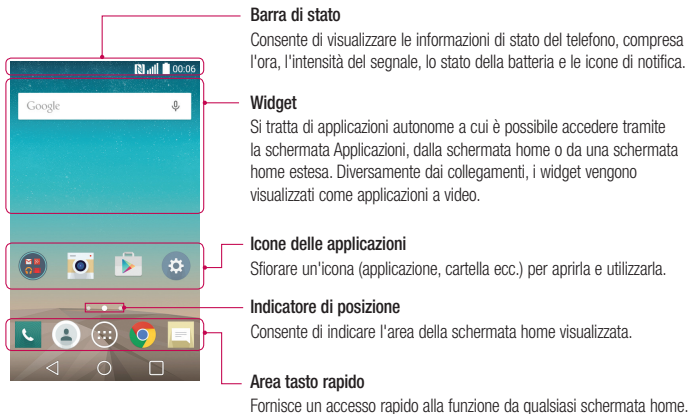 Barra di stato
Consente di visualizzare le informazioni di stato del telefono, compresa
l'ora, l'intensità del segnale, lo stato della batteria e le icone di notifica.
00:06
Google
Widget
Si tratta di applicazioni autonome a cui è possibile accedere tramite
la schermata Applicazioni, dalla schermata home o da una schermata
home estesa. Diversamente dai collegamenti, i widget vengono
visualizzati come applicazioni a video.
Icone delle applicazioni
Sfiorare un'icona (applicazione, cartella ecc.) per aprirla e utilizzarla.
Indicatore di posizione
Consente di indicare l'area della schermata home visualizzata.
Area tasto rapido
Fornisce un accesso rapido alla funzione da qualsiasi schermata home.